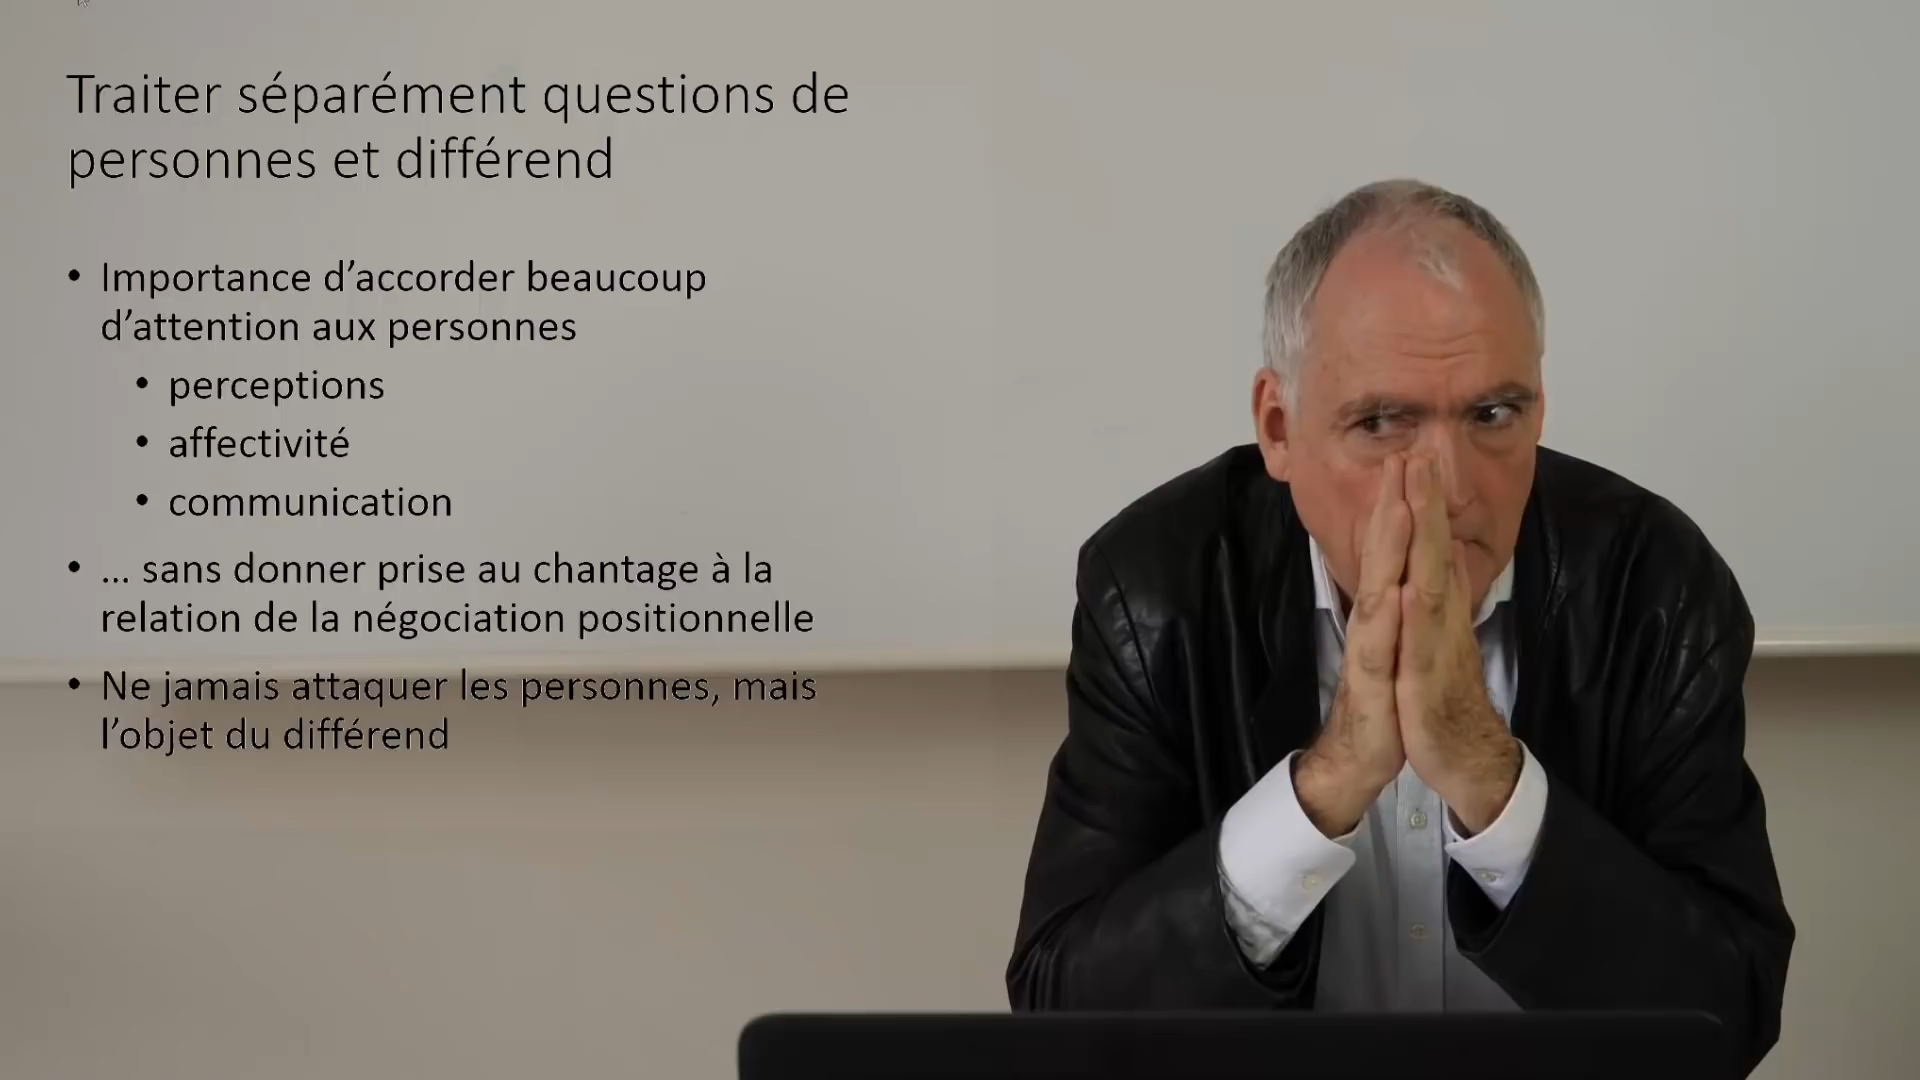 Traiter séparément questions de
personnes et différend
• Importance d’accorder beaucoup
d’attention aux personnes
• perceptions
• affectivité
• communication
• ... sans donner prise au chantage à la
relation de la négociation positionnelle
• Ne jamais attaquer les personnes, mais
l’objet du différend